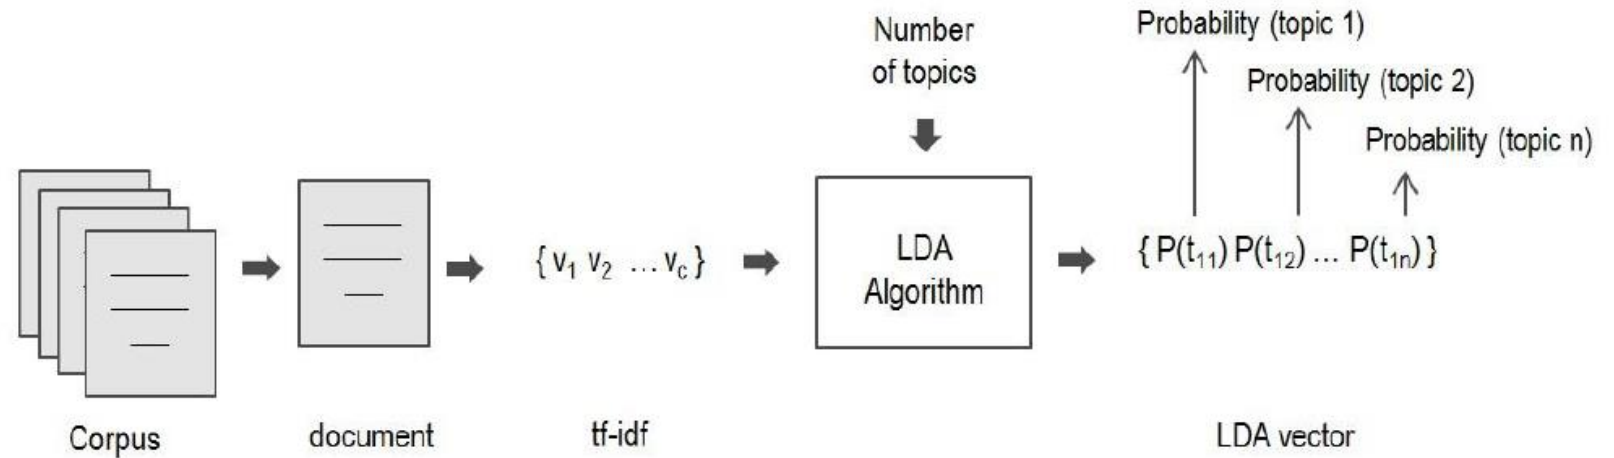 Number
of topics
Probability (topic 1)
Probability (topic 2)
Probability (topic n)
{ v₁ v₂ ... v_c }
LDA
Algorithm
{ P(t₁₁) P(t₁₂) ... P(t₁ₙ) }
Corpus
document
tf-idf
LDA vector